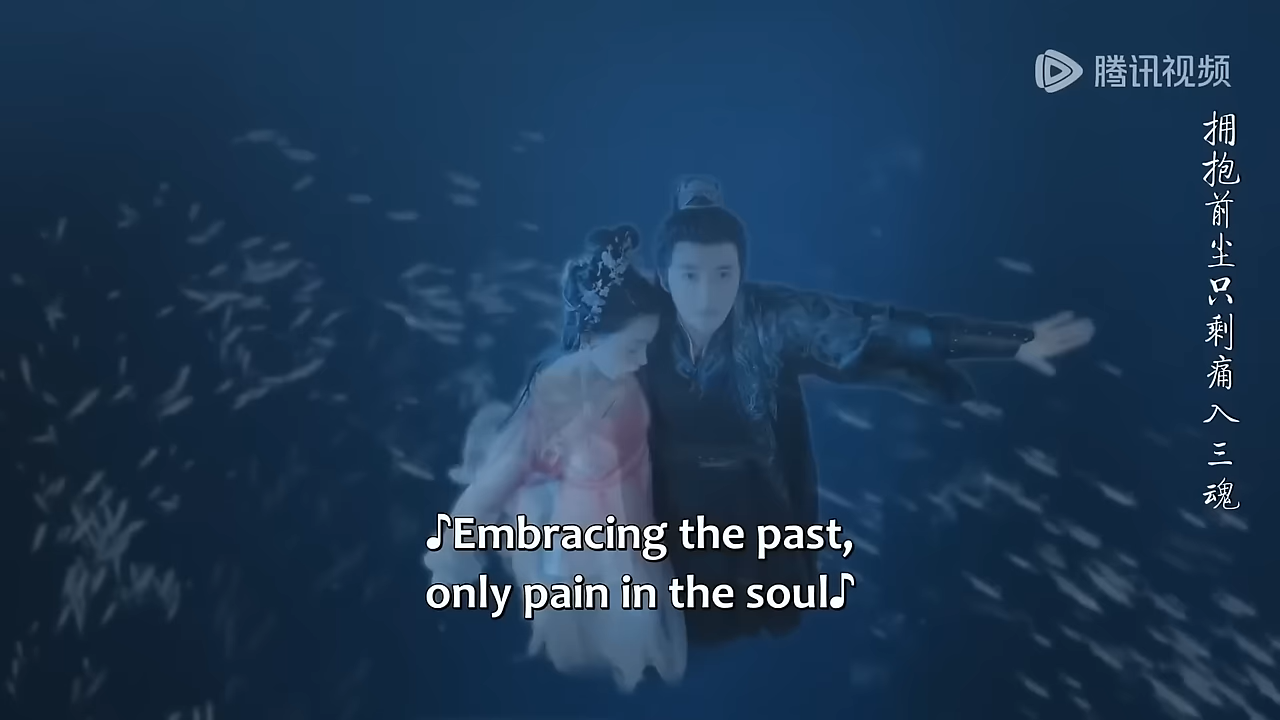 腾讯视频
拥抱前尘只剩痛入三魂
♪Embracing the past,
only pain in the soul♪